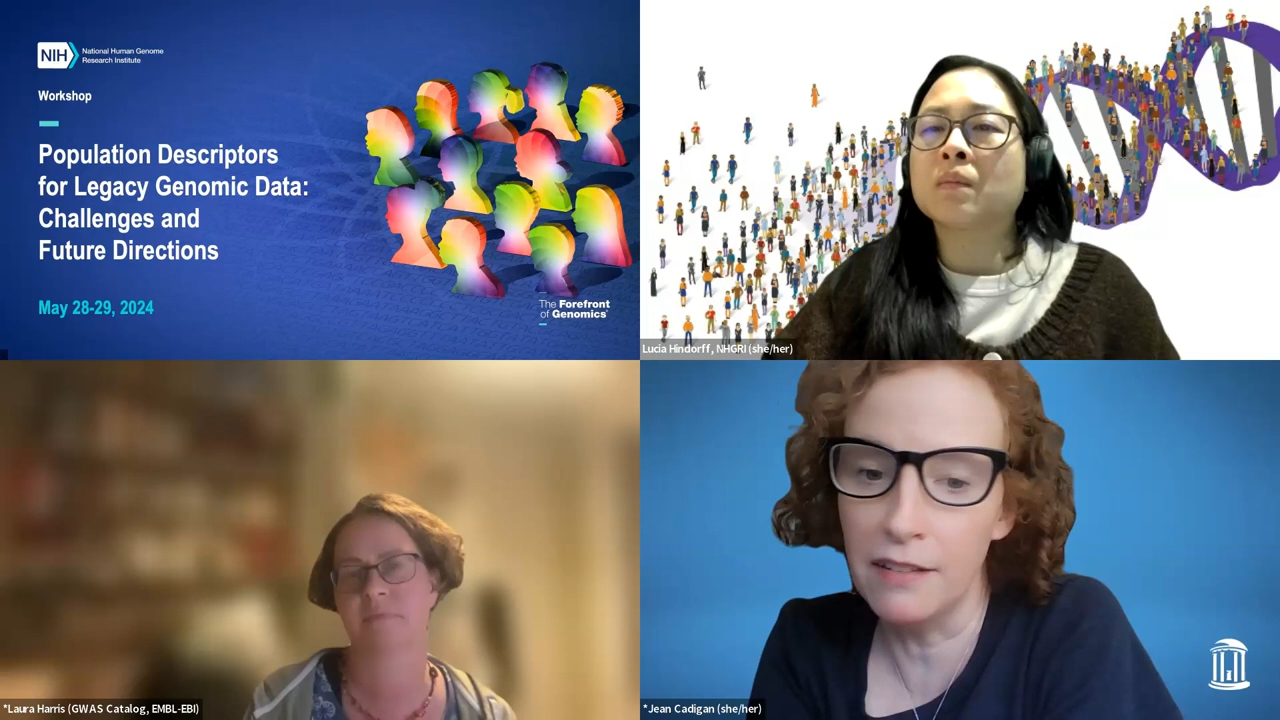 NIH National Human Genome
Research Institute
Workshop
Population Descriptors
for Legacy Genomic Data:
Challenges and
Future Directions
May 28-29, 2024
The Forefront
of Genomics®
Lucia Hindorff, NHGRI (she/her)
*Laura Harris (GWAS Catalog, EMBL-EBI)
*Jean Cadigan (she/her)